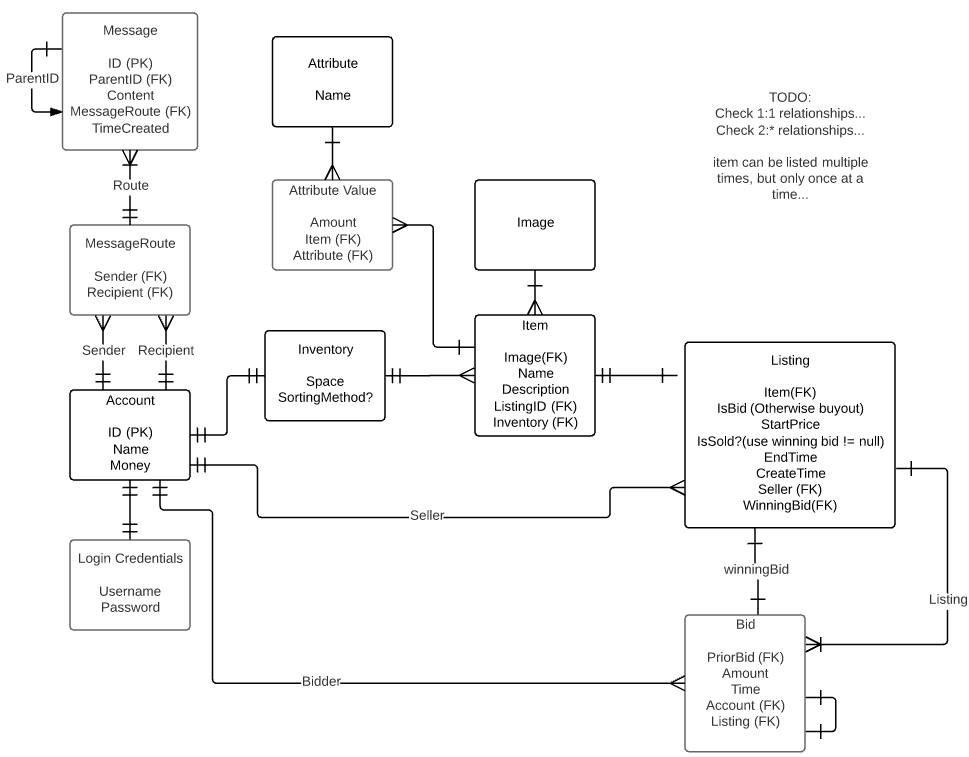 Message
ID (PK)
ParentID (FK)
Content
MessageRoute (FK)
TimeCreated
ParentID
Route
MessageRoute
Sender (FK)
Recipient (FK)
Sender
Recipient
Account
ID (PK)
Name
Money
Login Credentials
Username
Password
Attribute
Name
Attribute Value
Amount
Item (FK)
Attribute (FK)
Image
Inventory
Space
SortingMethod?
Item
Image(FK)
Name
Description
ListingID (FK)
Inventory (FK)
TODO:
Check 1:1 relationships...
Check 2:* relationships...
item can be listed multiple
times, but only once at a
time...
Listing
Item(FK)
IsBid (Otherwise buyout)
StartPrice
IsSold?(use winning bid != null)
EndTime
CreateTime
Seller (FK)
WinningBid(FK)
Seller
winningBid
Listing
Bidder
Bid
PriorBid (FK)
Amount
Time
Account (FK)
Listing (FK)